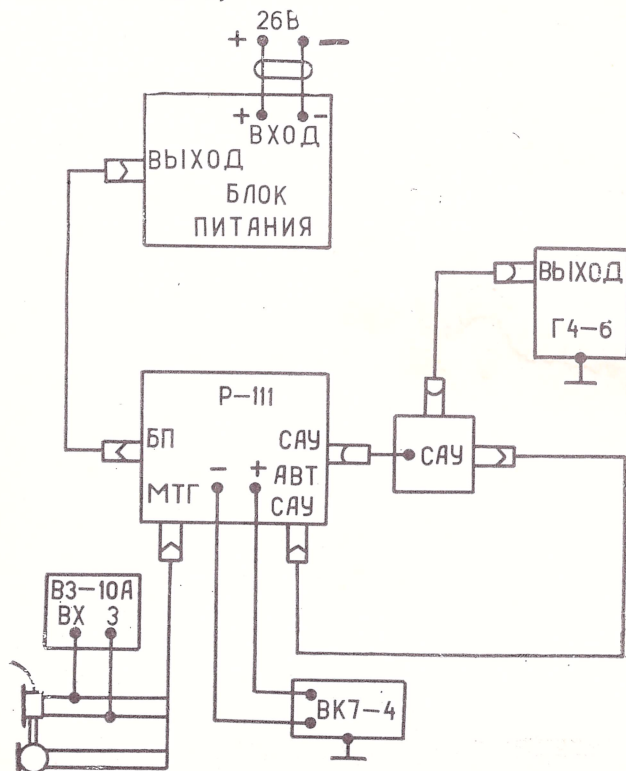 + 26В −
+ −
ВХОД
ВЫХОД
БЛОК
ПИТАНИЯ
ВЫХОД
Г4-6
Р-111
БП
САУ
САУ
− + АВТ
МТГ САУ
ВЗ-10А
ВХ З
ВК7-4